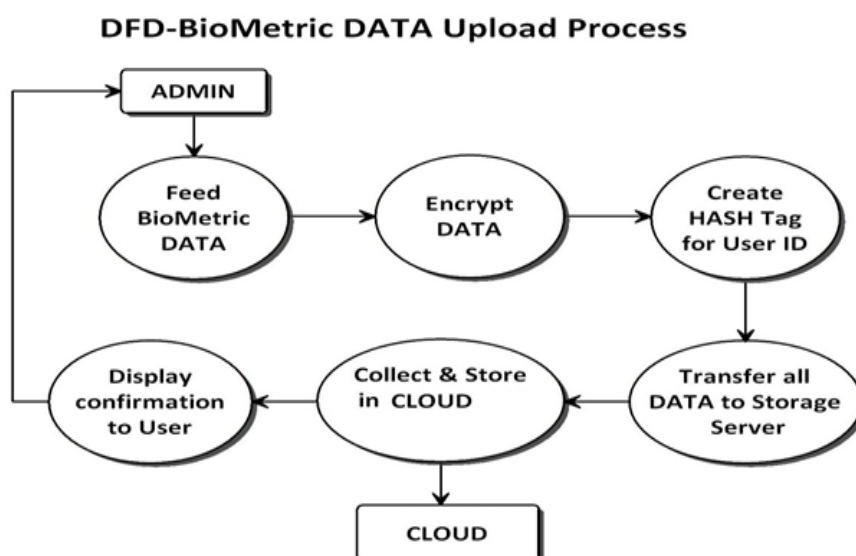 DFD-BioMetric DATA Upload Process
ADMIN
Feed
BioMetric
DATA
Encrypt
DATA
Create
HASH Tag
for User ID
Display
confirmation
to User
Collect & Store
in CLOUD
Transfer all
DATA to Storage
Server
CLOUD